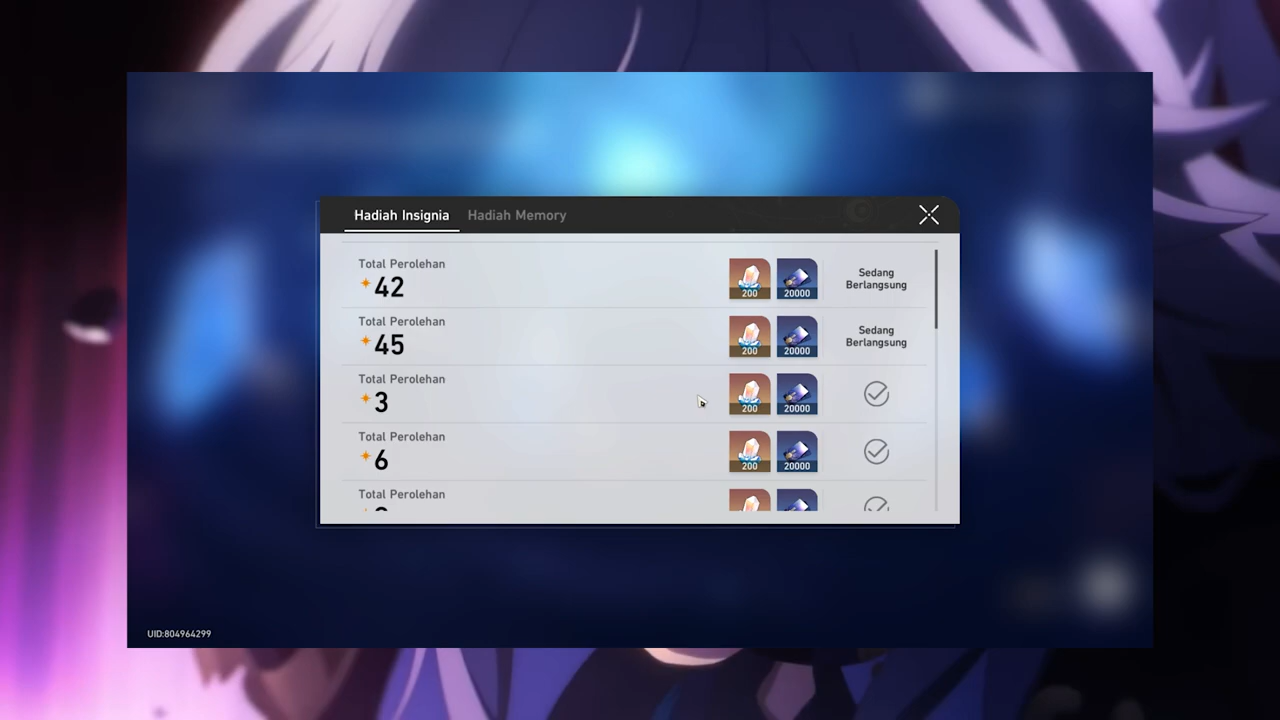 Hadiah Insignia Hadiah Memory
Total Perolehan
42
200 20000
Sedang
Berlangsung
Total Perolehan
45
200 20000
Sedang
Berlangsung
Total Perolehan
3
200 20000
Total Perolehan
6
200 20000
Total Perolehan
UID:804964299